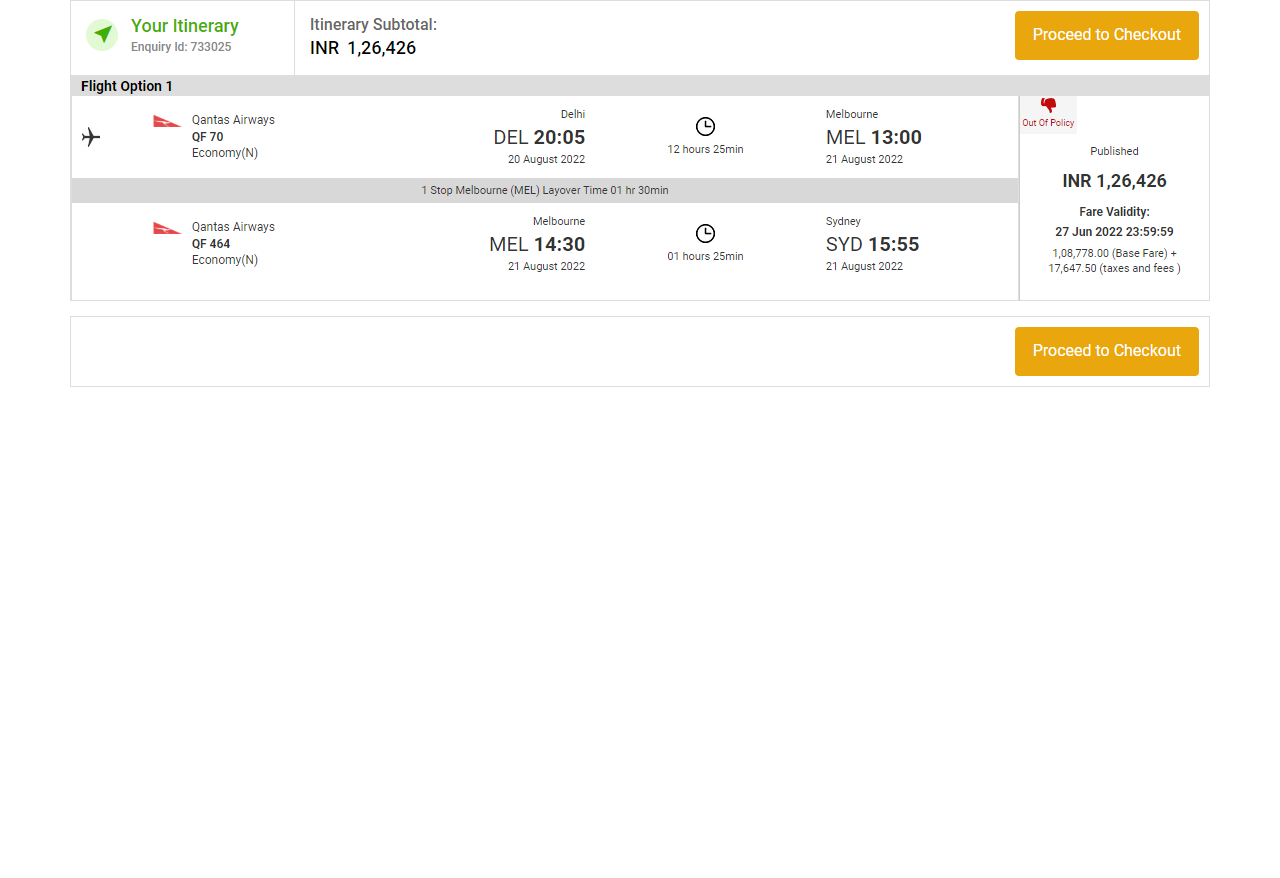 Your Itinerary
Enquiry Id: 733025
Itinerary Subtotal:
INR 1,26,426
Proceed to Checkout
Flight Option 1
Qantas Airways
QF 70
Economy(N)
Delhi
DEL 20:05
20 August 2022
12 hours 25min
Melbourne
MEL 13:00
21 August 2022
1 Stop Melbourne (MEL) Layover Time 01 hr 30min
Qantas Airways
QF 464
Economy(N)
Melbourne
MEL 14:30
21 August 2022
01 hours 25min
Sydney
SYD 15:55
21 August 2022
Out Of Policy
Published
INR 1,26,426
Fare Validity:
27 Jun 2022 23:59:59
1,08,778.00 (Base Fare) +
17,647.50 (taxes and fees )
Proceed to Checkout